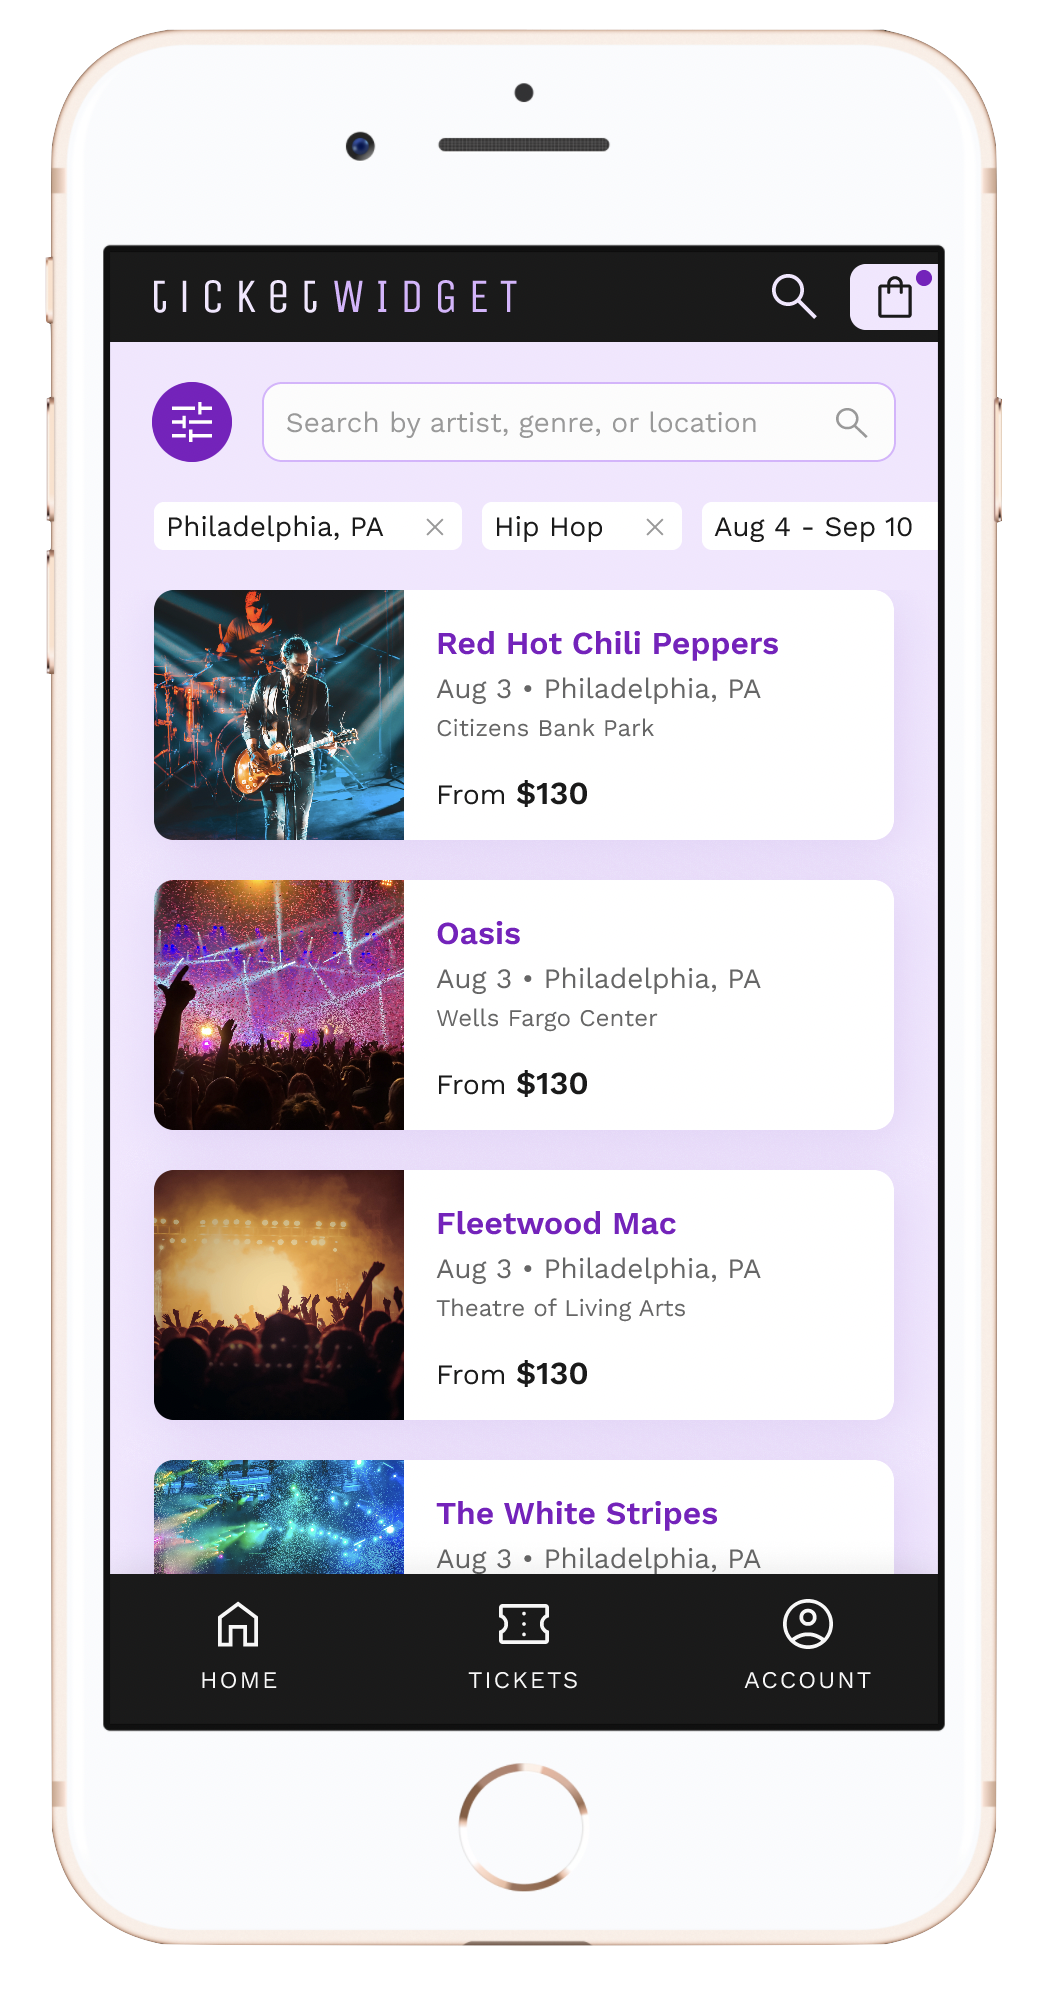 ticketWIDGET
Search by artist, genre, or location
Philadelphia, PA Hip Hop Aug 4 - Sep 10
Red Hot Chili Peppers
Aug 3 • Philadelphia, PA
Citizens Bank Park
From $130
Oasis
Aug 3 • Philadelphia, PA
Wells Fargo Center
From $130
Fleetwood Mac
Aug 3 • Philadelphia, PA
Theatre of Living Arts
From $130
The White Stripes
Aug 3 • Philadelphia, PA
HOME TICKETS ACCOUNT